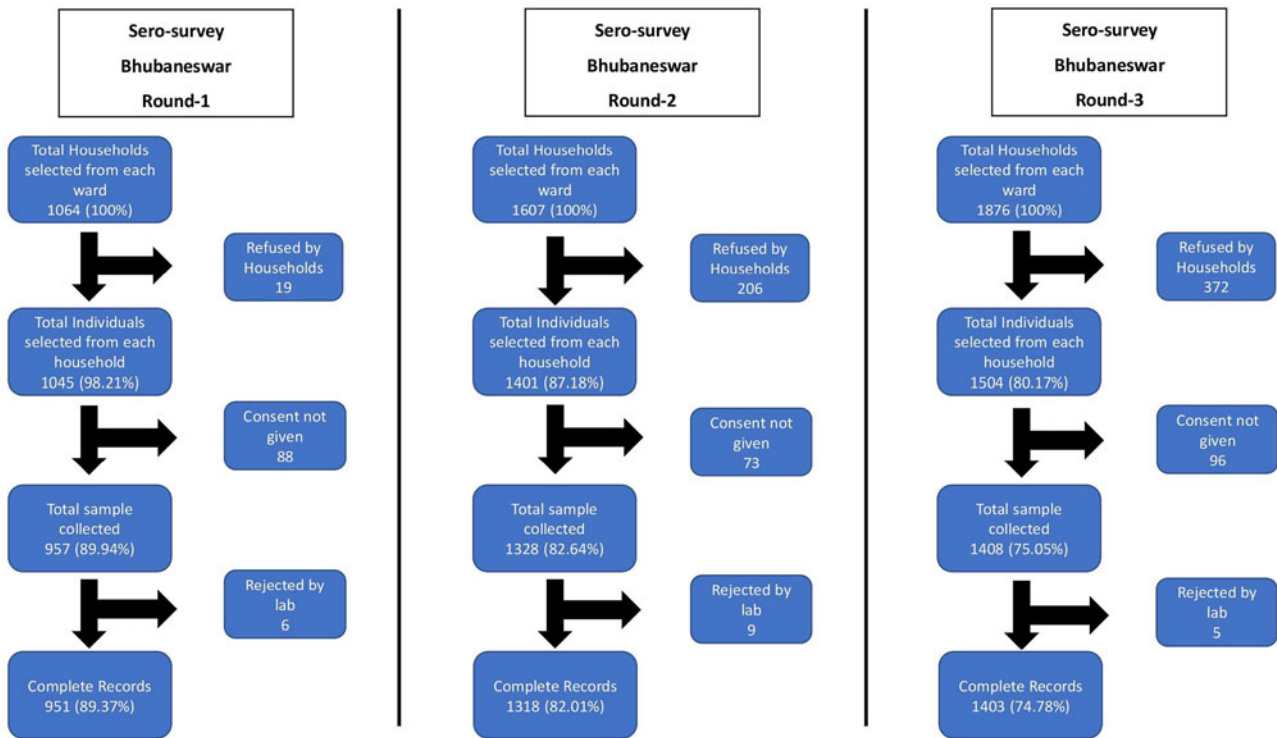 Sero-survey
Bhubaneswar
Round-1
Total Households
selected from each
ward
1064 (100%)
Refused by
Households
19
Total Individuals
selected from each
household
1045 (98.21%)
Consent not
given
88
Total sample
collected
957 (89.94%)
Rejected by
lab
6
Complete Records
951 (89.37%)
Sero-survey
Bhubaneswar
Round-2
Total Households
selected from each
ward
1607 (100%)
Refused by
Households
206
Total Individuals
selected from each
household
1401 (87.18%)
Consent not
given
73
Total sample
collected
1328 (82.64%)
Rejected by
lab
9
Complete Records
1318 (82.01%)
Sero-survey
Bhubaneswar
Round-3
Total Households
selected from each
ward
1876 (100%)
Refused by
Households
372
Total Individuals
selected from each
household
1504 (80.17%)
Consent not
given
96
Total sample
collected
1408 (75.05%)
Rejected by
lab
5
Complete Records
1403 (74.78%)